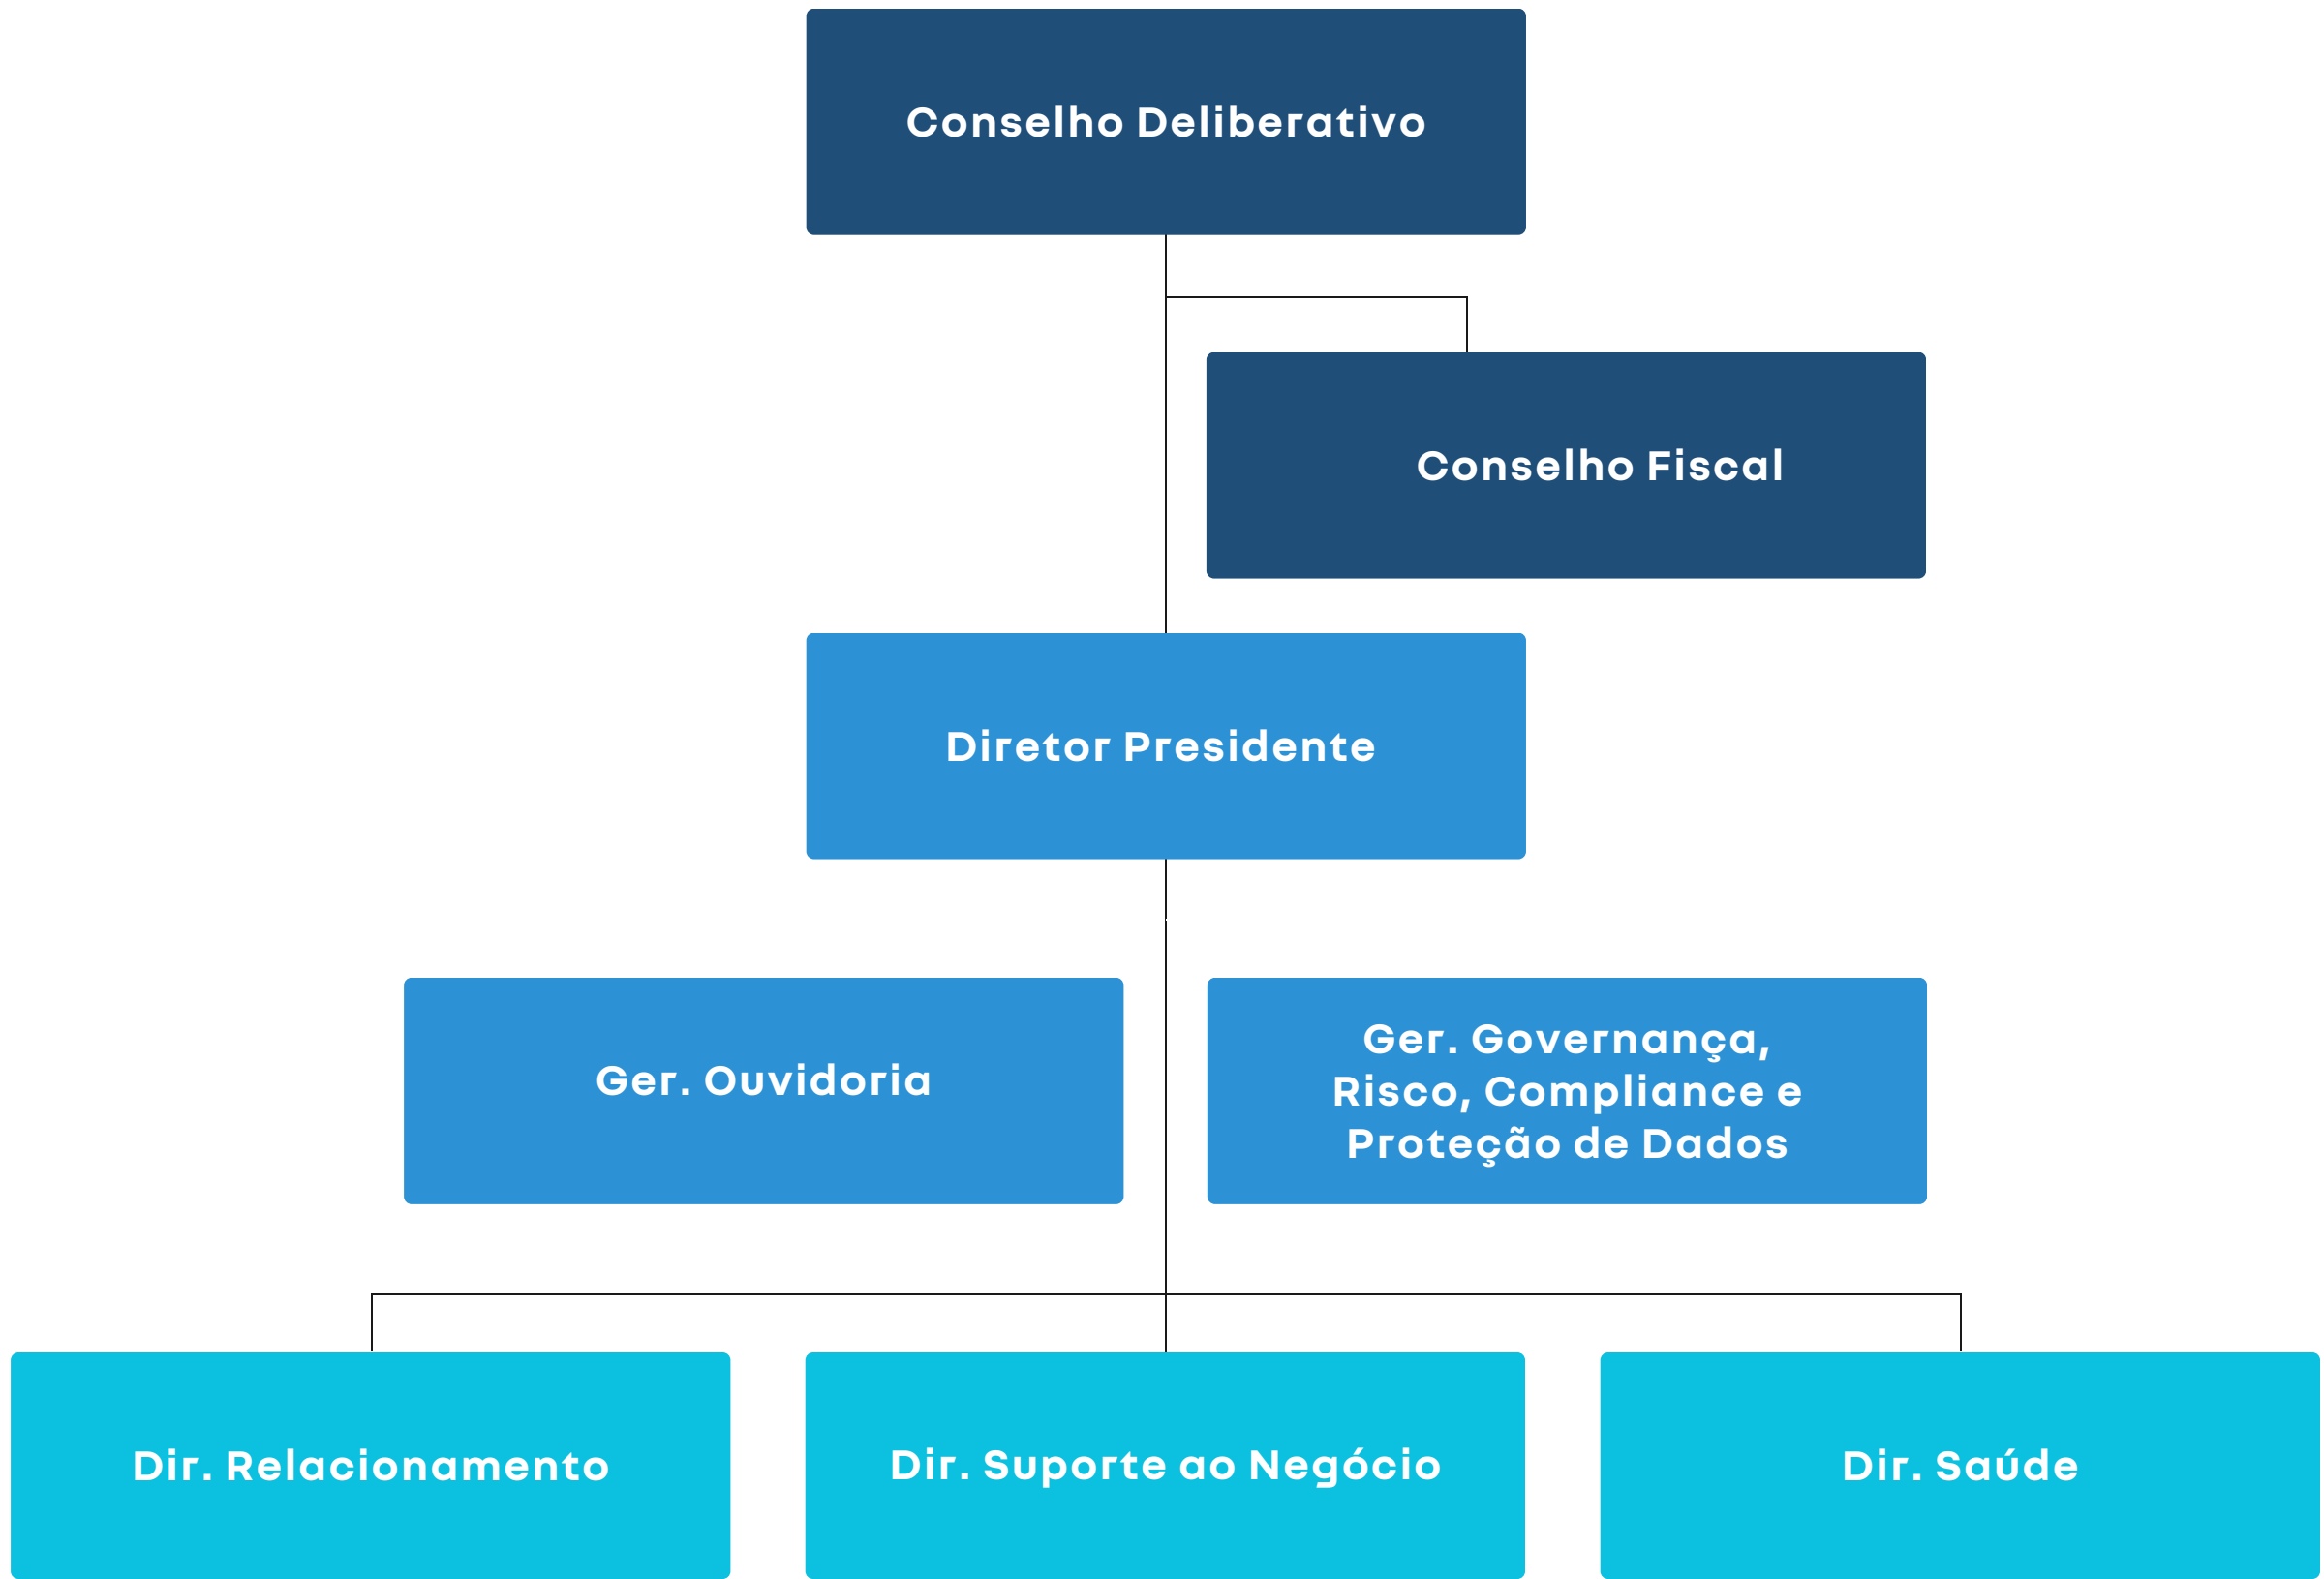 Conselho Deliberativo
Conselho Fiscal
Diretor Presidente
Ger. Ouvidoria
Ger. Governança,
Risco, Compliance e
Proteção de Dados
Dir. Relacionamento
Dir. Suporte ao Negócio
Dir. Saúde